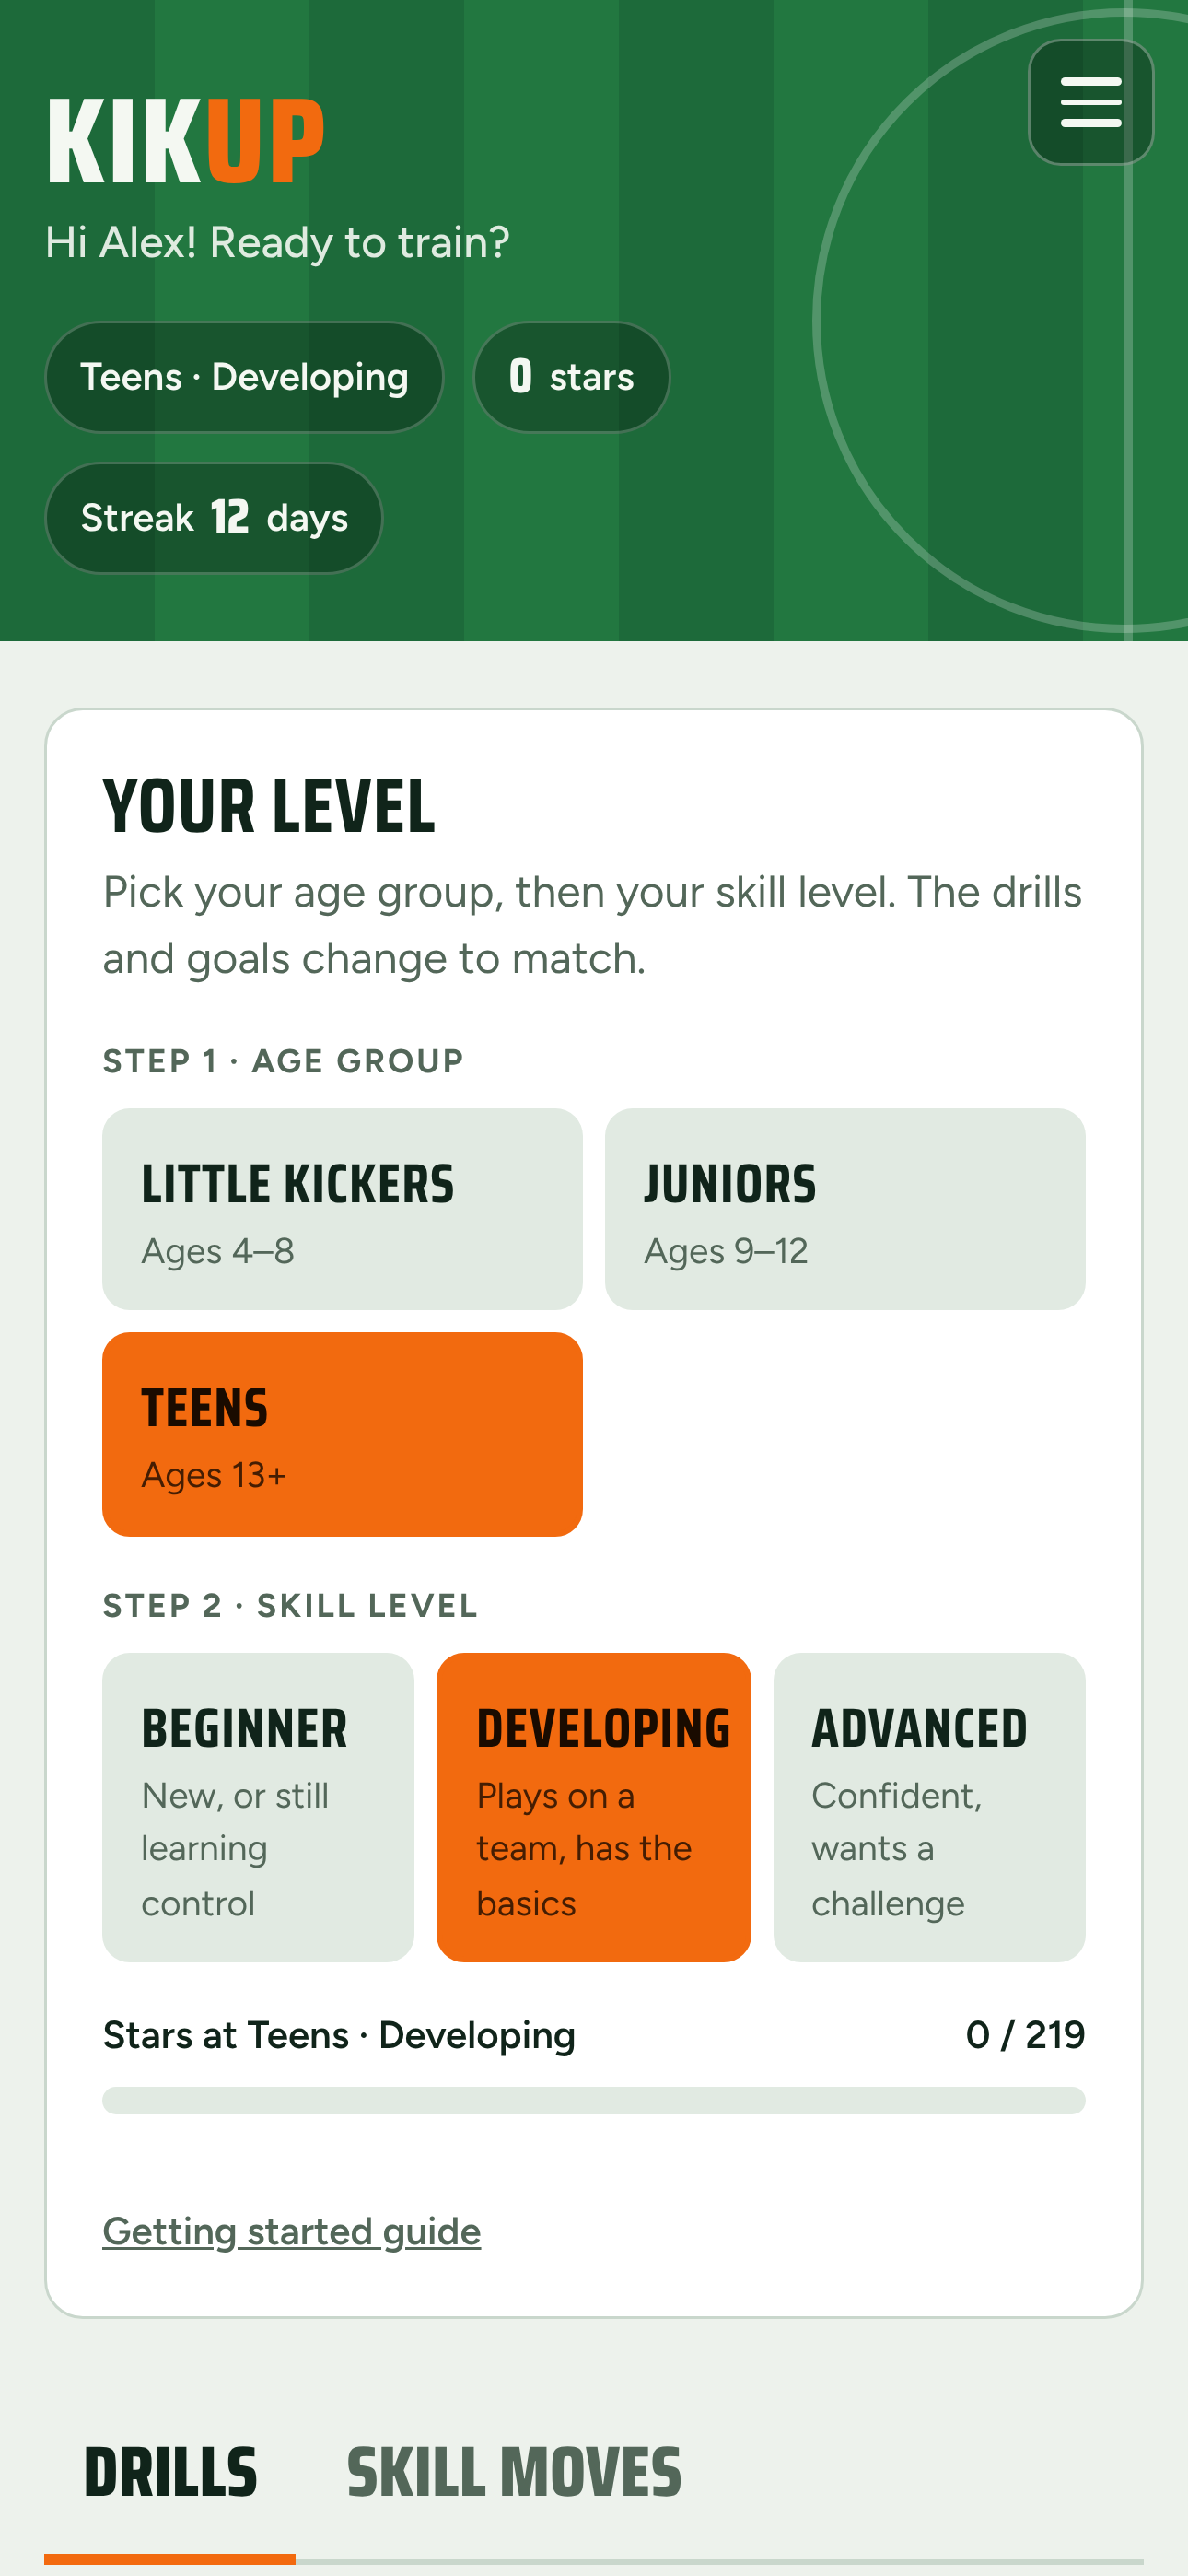 KIKUP
Hi Alex! Ready to train?
Teens · Developing
0 stars
Streak 12 days
YOUR LEVEL
Pick your age group, then your skill level. The drills
and goals change to match.
STEP 1 · AGE GROUP
LITTLE KICKERS
Ages 4–8
JUNIORS
Ages 9–12
TEENS
Ages 13+
STEP 2 · SKILL LEVEL
BEGINNER
New, or still
learning
control
DEVELOPING
Plays on a
team, has the
basics
ADVANCED
Confident,
wants a
challenge
Stars at Teens · Developing
0 / 219
Getting started guide
DRILLS
SKILL MOVES